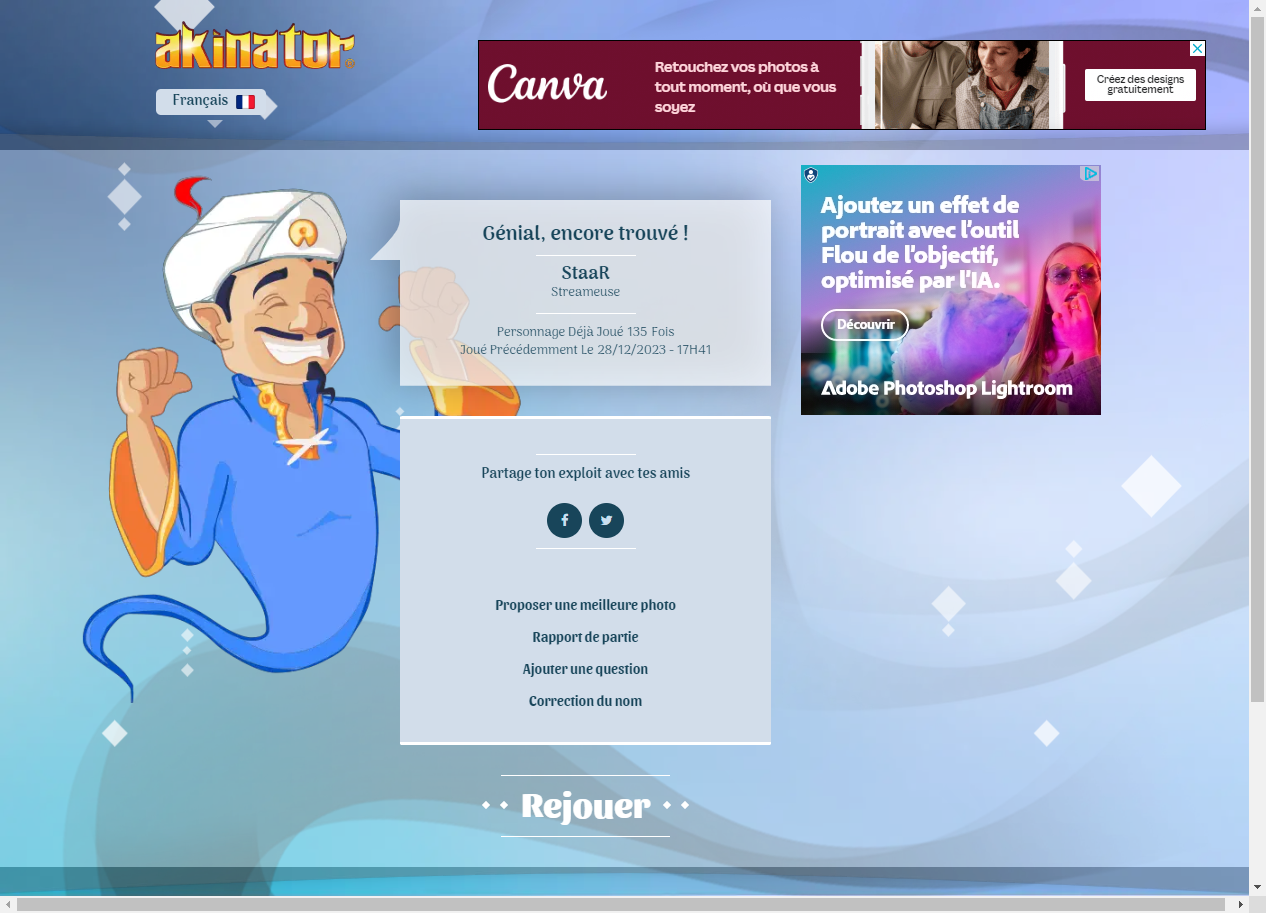 akinator
Français
Canva
Retouchez vos photos à
tout moment, où que vous
soyez
Créez des designs
gratuitement
Génial, encore trouvé !
StaaR
Streameuse
Personnage Déjà Joué 135 Fois
Joué Précédemment Le 28/12/2023 - 17H41
Ajoutez un effet de
portrait avec l'outil
Flou de l'objectif,
optimisé par l'IA.
Découvrir
Adobe Photoshop Lightroom
Partage ton exploit avec tes amis
Proposer une meilleure photo
Rapport de partie
Ajouter une question
Correction du nom
Rejouer